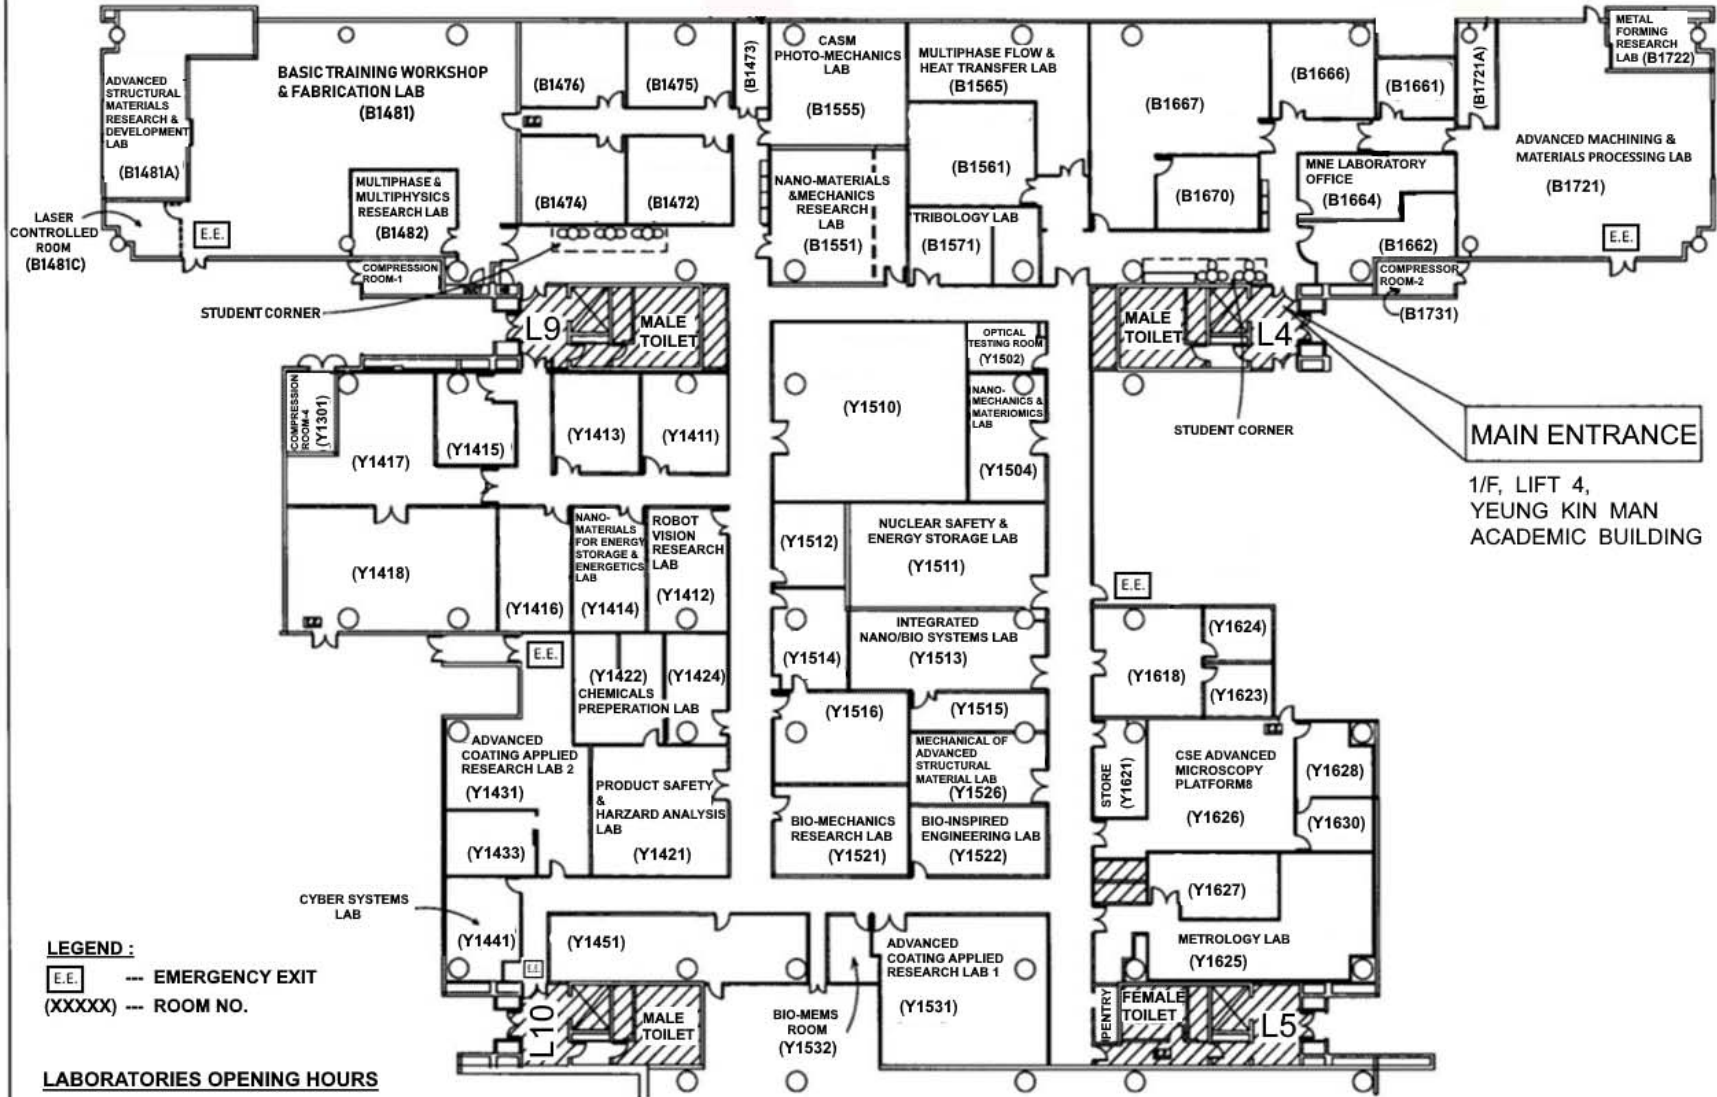 ADVANCED
STRUCTURAL
MATERIALS
RESEARCH &
DEVELOPMENT
LAB
(B1481A)
BASIC TRAINING WORKSHOP
& FABRICATION LAB
(B1481)
MULTIPHASE &
MULTIPHYSICS
RESEARCH LAB
(B1482)
LASER
CONTROLLED
ROOM
(B1481C)
E.E.
COMPRESSION
ROOM-1
STUDENT CORNER
(B1476)
(B1475)
(B1473)
(B1474)
(B1472)
CASM
PHOTO-MECHANICS
LAB
(B1555)
NANO-MATERIALS
&MECHANICS
RESEARCH
LAB
(B1551)
MULTIPHASE FLOW &
HEAT TRANSFER LAB
(B1565)
(B1561)
TRIBOLOGY LAB
(B1571)
(B1667)
(B1670)
(B1666)
(B1661)
(B1721A)
METAL
FORMING
RESEARCH
LAB (B1722)
ADVANCED MACHINING &
MATERIALS PROCESSING LAB
(B1721)
MNE LABORATORY
OFFICE
(B1664)
(B1662)
E.E.
COMPRESSOR
ROOM-2
(B1731)
L9
MALE
TOILET
MALE
TOILET
L4
STUDENT CORNER
MAIN ENTRANCE
1/F, LIFT 4,
YEUNG KIN MAN
ACADEMIC BUILDING
COMPRESSION
ROOM-4
(Y1301)
(Y1417)
(Y1415)
(Y1413)
(Y1411)
(Y1418)
(Y1416)
NANO-
MATERIALS
FOR ENERGY
STORAGE &
ENERGETICS
LAB
(Y1414)
ROBOT
VISION
RESEARCH
LAB
(Y1412)
E.E.
(Y1422)
(Y1424)
CHEMICALS
PREPERATION LAB
ADVANCED
COATING APPLIED
RESEARCH LAB 2
(Y1431)
PRODUCT SAFETY
&
HARZARD ANALYSIS
LAB
(Y1421)
(Y1433)
CYBER SYSTEMS
LAB
(Y1441)
(Y1451)
E.E.
L10
MALE
TOILET
(Y1510)
OPTICAL
TESTING ROOM
(Y1502)
NANO-
MECHANICS &
MATERIOMICS
LAB
(Y1504)
(Y1512)
NUCLEAR SAFETY &
ENERGY STORAGE LAB
(Y1511)
(Y1514)
INTEGRATED
NANO/BIO SYSTEMS LAB
(Y1513)
(Y1516)
(Y1515)
MECHANICAL OF
ADVANCED
STRUCTURAL
MATERIAL LAB
(Y1526)
BIO-MECHANICS
RESEARCH LAB
(Y1521)
BIO-INSPIRED
ENGINEERING LAB
(Y1522)
ADVANCED
COATING APPLIED
RESEARCH LAB 1
(Y1531)
BIO-MEMS
ROOM
(Y1532)
E.E.
(Y1618)
(Y1624)
(Y1623)
STORE
(Y1621)
CSE ADVANCED
MICROSCOPY
PLATFORM8
(Y1626)
(Y1628)
(Y1630)
(Y1627)
METROLOGY LAB
(Y1625)
PENTRY
FEMALE
TOILET
L5
LEGEND :
E.E. --- EMERGENCY EXIT
(XXXXX) --- ROOM NO.
LABORATORIES OPENING HOURS